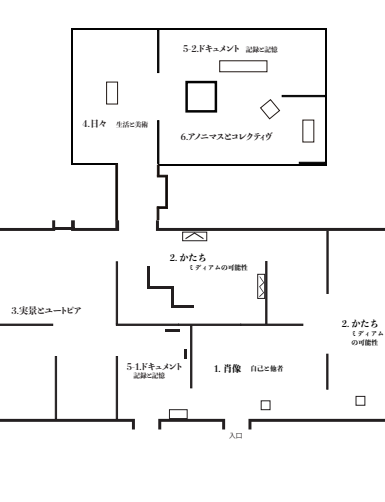 5-2.ドキュメント 記録と記憶
4.日々 生活と美術
6.アノニマスとコレクティヴ
2. かたち
ミディアムの可能性
3.実景とユートピア
2. かたち
ミディアム
の可能性
5-1.ドキュメント
記録と記憶
1. 肖像 自己と他者
入口